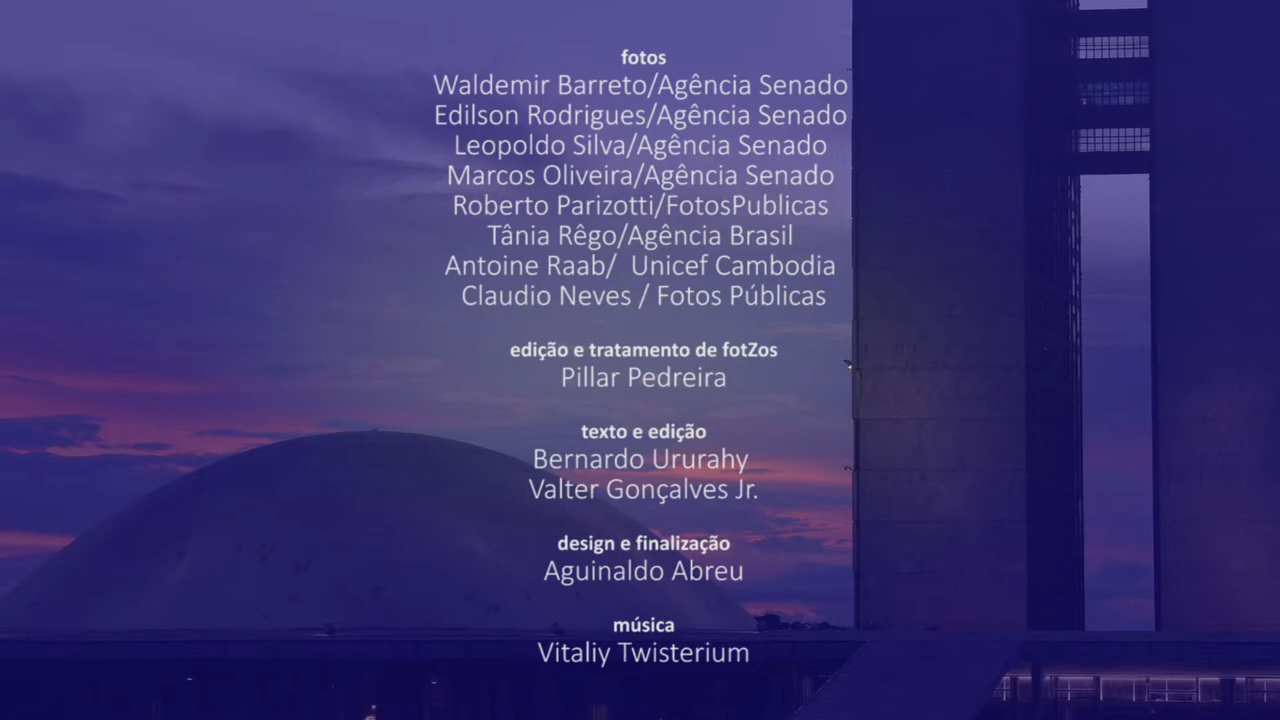 fotos
Waldemir Barreto/Agência Senado
Edilson Rodrigues/Agência Senado
Leopoldo Silva/Agência Senado
Marcos Oliveira/Agência Senado
Roberto Parizotti/FotosPublicas
Tânia Rêgo/Agência Brasil
Antoine Raab/  Unicef Cambodia
Claudio Neves / Fotos Públicas
edição e tratamento de fotZos
Pillar Pedreira
texto e edição
Bernardo Ururahy
Valter Gonçalves Jr.
design e finalização
Aguinaldo Abreu
música
Vitaliy Twisterium